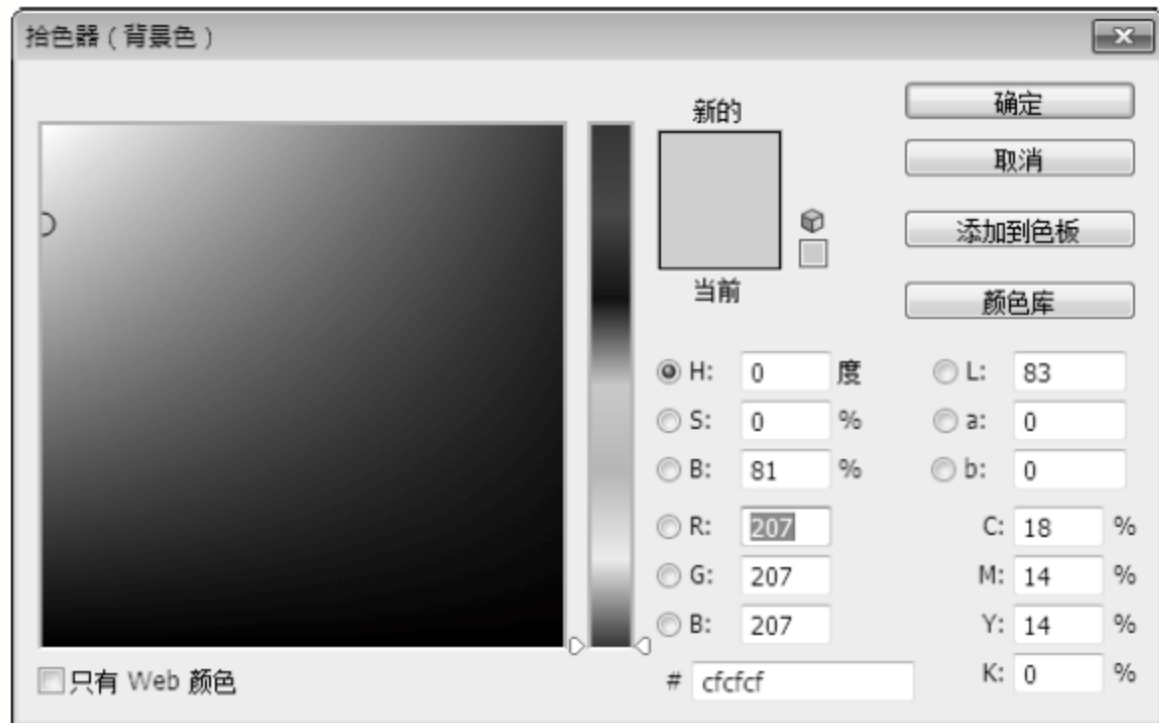 拾色器（背景色）
新的
当前
确定
取消
添加到色板
颜色库
H: 0 度
S: 0 %
B: 81 %
R: 207
G: 207
B: 207
# cfcfcf
L: 83
a: 0
b: 0
C: 18 %
M: 14 %
Y: 14 %
K: 0 %
只有 Web 颜色